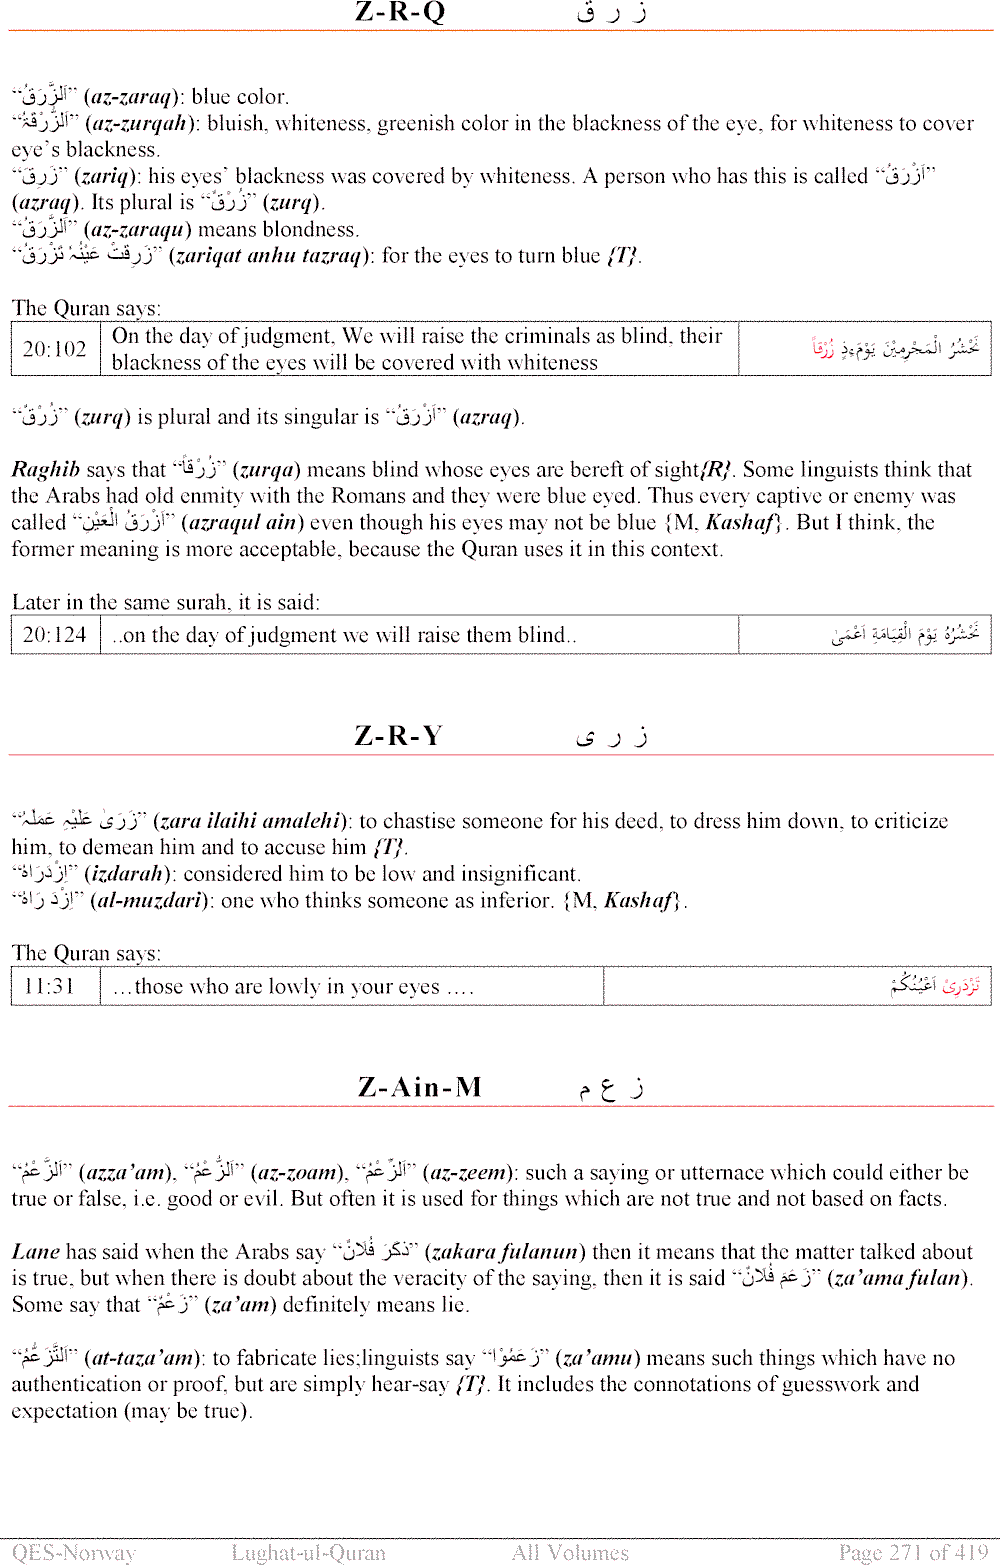 Z-R-Q ز ر ق
“اَلزَّرَقُ” (az-zaraq): blue color.
“اَلزُّرْقَۃُ” (az-zurqah): bluish, whiteness, greenish color in the blackness of the eye, for whiteness to cover
eye’s blackness.
“زَرِقَ” (zariq): his eyes’ blackness was covered by whiteness. A person who has this is called “اَزْرَقُ”
(azraq). Its plural is “زُرْقٌ” (zurq).
“اَلزَّرَقُ” (az-zaraqu) means blondness.
“زَرِقَتْ عَیْنُہٗ تَزْرَقُ” (zariqat anhu tazraq): for the eyes to turn blue {T}.
The Quran says:
20:102 On the day of judgment, We will raise the criminals as blind, their
blackness of the eyes will be covered with whiteness
نَحْشُرُ الْمَجْرِمِیْنَ یَوْمَءِذٍ زُرْقاً
“زُرْقٌ” (zurq) is plural and its singular is “اَزْرَقُ” (azraq).
Raghib says that “زُرْقاً” (zurqa) means blind whose eyes are bereft of sight{R}. Some linguists think that
the Arabs had old enmity with the Romans and they were blue eyed. Thus every captive or enemy was
called “اَزْرَقُ الْعَیْنِ” (azraqul ain) even though his eyes may not be blue {M, Kashaf}. But I think, the
former meaning is more acceptable, because the Quran uses it in this context.
Later in the same surah, it is said:
20:124 ..on the day of judgment we will raise them blind.. نَحْشُرُہُ یَوْمَ الْقِیَامَۃِ اَعْمَیٰ
Z-R-Y ز ر ی
“زَرَیٰ عَلَیْہِ عَمَلَہٗ” (zara ilaihi amalehi): to chastise someone for his deed, to dress him down, to criticize
him, to demean him and to accuse him {T}.
“اِزْدَرَاہُ” (izdarah): considered him to be low and insignificant.
“اِزْدَ رَاہُ” (al-muzdari): one who thinks someone as inferior. {M, Kashaf}.
The Quran says:
11:31 …those who are lowly in your eyes …. تَزْدَرِیْ اَعْیُنُکُمْ
Z-Ain-M ز ع م
“اَلزَّعْمُ” (azza’am), “اَلزُّعْمُ” (az-zoam), “اَلزِّعْمُ” (az-zeem): such a saying or utternace which could either be
true or false, i.e. good or evil. But often it is used for things which are not true and not based on facts.
Lane has said when the Arabs say “ذکَرَ فُلَانٌ” (zakara fulanun) then it means that the matter talked about
is true, but when there is doubt about the veracity of the saying, then it is said “زَعَمَ فُلَانٌ” (za’ama fulan).
Some say that “زَعْمٌ” (za’am) definitely means lie.
“اَلتَّزَعُّمُ” (at-taza’am): to fabricate lies;linguists say “زَعَمُوْا” (za’amu) means such things which have no
authentication or proof, but are simply hear-say {T}. It includes the connotations of guesswork and
expectation (may be true).
QES-Norway Lughat-ul-Quran All Volumes Page 271 of 419